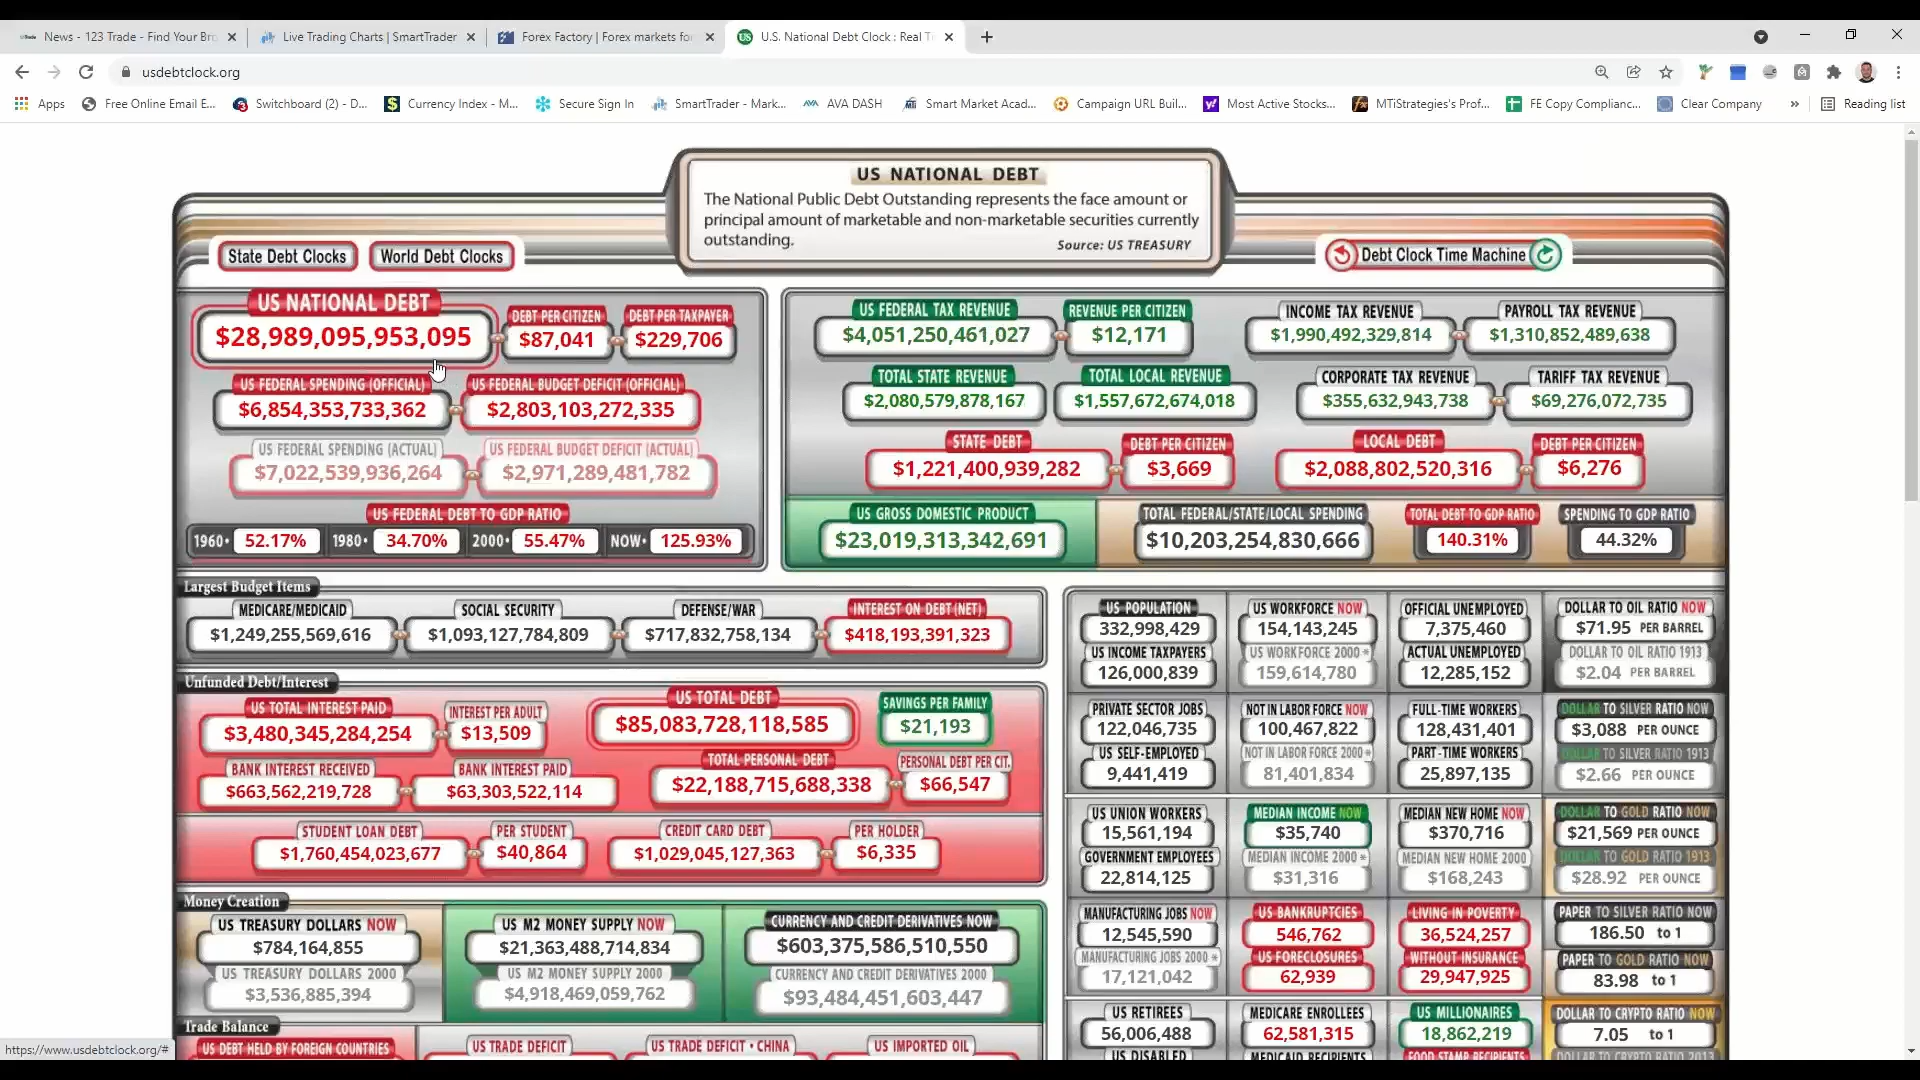 News - 123 Trade - Find Your Br
Live Trading Charts | SmartTrader
Forex Factory | Forex markets fo
U.S. National Debt Clock : Real T
usdebtclock.org
Apps
Free Online Email E...
Switchboard (2) - D...
Currency Index - M...
Secure Sign In
SmartTrader - Mark...
AVA DASH
Smart Market Acad...
Campaign URL Buil...
Most Active Stocks...
MTiStrategies's Prof...
FE Copy Complianc...
Clear Company
»
Reading list
US NATIONAL DEBT
The National Public Debt Outstanding represents the face amount or
principal amount of marketable and non-marketable securities currently
outstanding.
Source: US TREASURY
State Debt Clocks
World Debt Clocks
Debt Clock Time Machine
US NATIONAL DEBT
$28,989,095,953,095
DEBT PER CITIZEN
$87,041
DEBT PER TAXPAYER
$229,706
US FEDERAL SPENDING (OFFICIAL)
$6,854,353,733,362
US FEDERAL BUDGET DEFICIT (OFFICIAL)
$2,803,103,272,335
US FEDERAL SPENDING (ACTUAL)
$7,022,539,936,264
US FEDERAL BUDGET DEFICIT (ACTUAL)
$2,971,289,481,782
US FEDERAL DEBT TO GDP RATIO
1960• 52.17%
1980• 34.70%
2000• 55.47%
NOW• 125.93%
US FEDERAL TAX REVENUE
$4,051,250,461,027
REVENUE PER CITIZEN
$12,171
INCOME TAX REVENUE
$1,990,492,329,814
PAYROLL TAX REVENUE
$1,310,852,489,638
TOTAL STATE REVENUE
$2,080,579,878,167
TOTAL LOCAL REVENUE
$1,557,672,674,018
CORPORATE TAX REVENUE
$355,632,943,738
TARIFF TAX REVENUE
$69,276,072,735
STATE DEBT
$1,221,400,939,282
DEBT PER CITIZEN
$3,669
LOCAL DEBT
$2,088,802,520,316
DEBT PER CITIZEN
$6,276
US GROSS DOMESTIC PRODUCT
$23,019,313,342,691
TOTAL FEDERAL/STATE/LOCAL SPENDING
$10,203,254,830,666
TOTAL DEBT TO GDP RATIO
140.31%
SPENDING TO GDP RATIO
44.32%
Largest Budget Items
MEDICARE/MEDICAID
$1,249,255,569,616
SOCIAL SECURITY
$1,093,127,784,809
DEFENSE/WAR
$717,832,758,134
INTEREST ON DEBT (NET)
$418,193,391,323
Unfunded Debt/Interest
US TOTAL INTEREST PAID
$3,480,345,284,254
INTEREST PER ADULT
$13,509
US TOTAL DEBT
$85,083,728,118,585
SAVINGS PER FAMILY
$21,193
BANK INTEREST RECEIVED
$663,562,219,728
BANK INTEREST PAID
$63,303,522,114
TOTAL PERSONAL DEBT
$22,188,715,688,338
PERSONAL DEBT PER CIT.
$66,547
STUDENT LOAN DEBT
$1,760,454,023,677
PER STUDENT
$40,864
CREDIT CARD DEBT
$1,029,045,127,363
PER HOLDER
$6,335
Money Creation
US TREASURY DOLLARS NOW
$784,164,855
US TREASURY DOLLARS 2000
$3,536,885,394
US M2 MONEY SUPPLY NOW
$21,363,488,714,834
US M2 MONEY SUPPLY 2000
$4,918,469,059,762
CURRENCY AND CREDIT DERIVATIVES NOW
$603,375,586,510,550
CURRENCY AND CREDIT DERIVATIVES 2000
$93,484,451,603,447
Trade Balance
US DEBT HELD BY FOREIGN COUNTRIES
US TRADE DEFICIT
US TRADE DEFICIT • CHINA
US IMPORTED OIL
US POPULATION
332,998,429
US INCOME TAXPAYERS
126,000,839
US WORKFORCE NOW
154,143,245
US WORKFORCE 2000 *
159,614,780
OFFICIAL UNEMPLOYED
7,375,460
ACTUAL UNEMPLOYED
12,285,152
DOLLAR TO OIL RATIO NOW
$71.95 PER BARREL
DOLLAR TO OIL RATIO 1913
$2.04 PER BARREL
PRIVATE SECTOR JOBS
122,046,735
US SELF-EMPLOYED
9,441,419
NOT IN LABOR FORCE NOW
100,467,822
NOT IN LABOR FORCE 2000 *
81,401,834
FULL-TIME WORKERS
128,431,401
PART-TIME WORKERS
25,897,135
DOLLAR TO SILVER RATIO NOW
$3,088 PER OUNCE
DOLLAR TO SILVER RATIO 1913
$2.66 PER OUNCE
US UNION WORKERS
15,561,194
GOVERNMENT EMPLOYEES
22,814,125
MEDIAN INCOME NOW
$35,740
MEDIAN INCOME 2000 *
$31,316
MEDIAN NEW HOME NOW
$370,716
MEDIAN NEW HOME 2000
$168,243
DOLLAR TO GOLD RATIO NOW
$21,569 PER OUNCE
DOLLAR TO GOLD RATIO 1913
$28.92 PER OUNCE
MANUFACTURING JOBS NOW
12,545,590
MANUFACTURING JOBS 2000 *
17,121,042
US BANKRUPTCIES
546,762
US FORECLOSURES
62,939
LIVING IN POVERTY
36,524,257
WITHOUT INSURANCE
29,947,925
PAPER TO SILVER RATIO NOW
186.50 to 1
PAPER TO GOLD RATIO NOW
83.98 to 1
US RETIREES
56,006,488
US DISABLED
MEDICARE ENROLLEES
62,581,315
MEDICAID RECIPIENTS
US MILLIONAIRES
18,862,219
FOOD STAMP RECIPIENTS
DOLLAR TO CRYPTO RATIO NOW
7.05 to 1
DOLLAR TO CRYPTO RATIO 2013
https://www.usdebtclock.org/#